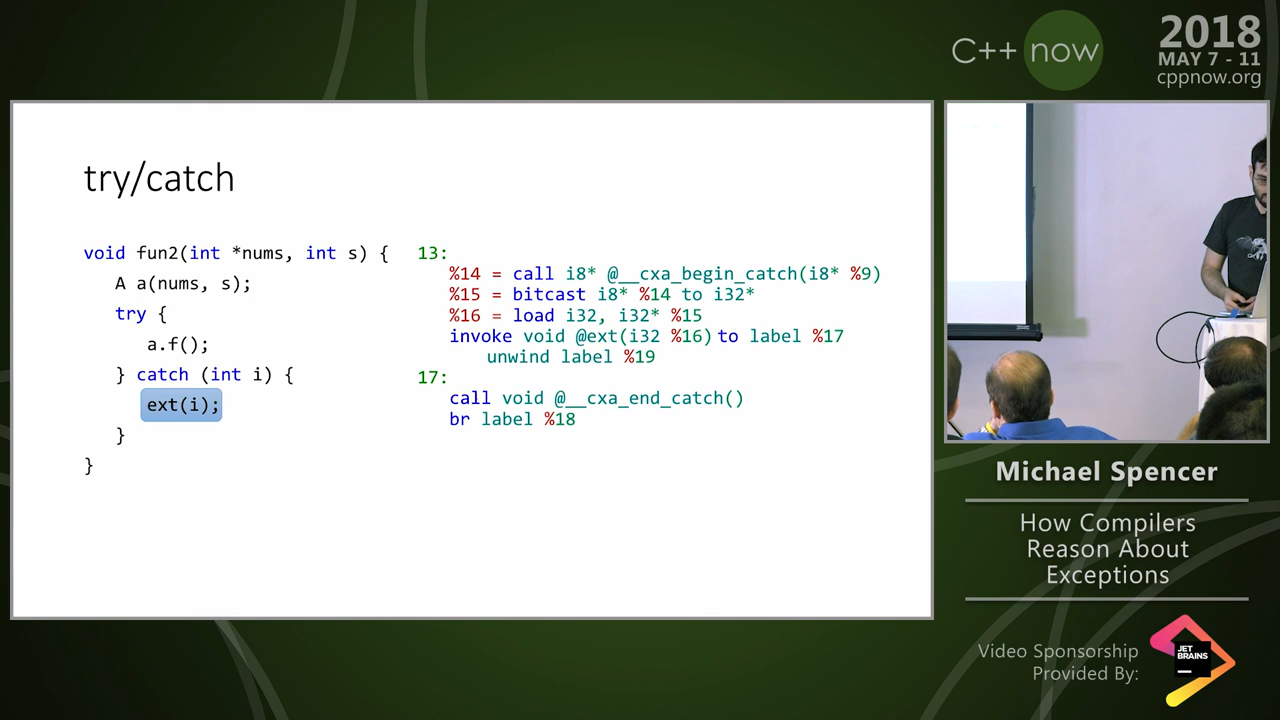 C++ now
2018
MAY 7 - 11
cppnow.org
try/catch
void fun2(int *nums, int s) {
A a(nums, s);
try {
a.f();
} catch (int i) {
ext(i);
}
}
13:
%14 = call i8* @__cxa_begin_catch(i8* %9)
%15 = bitcast i8* %14 to i32*
%16 = load i32, i32* %15
invoke void @ext(i32 %16) to label %17
unwind label %19
17:
call void @__cxa_end_catch()
br label %18
Michael Spencer
How Compilers
Reason About
Exceptions
Video Sponsorship
Provided By:
JET
BRAINS